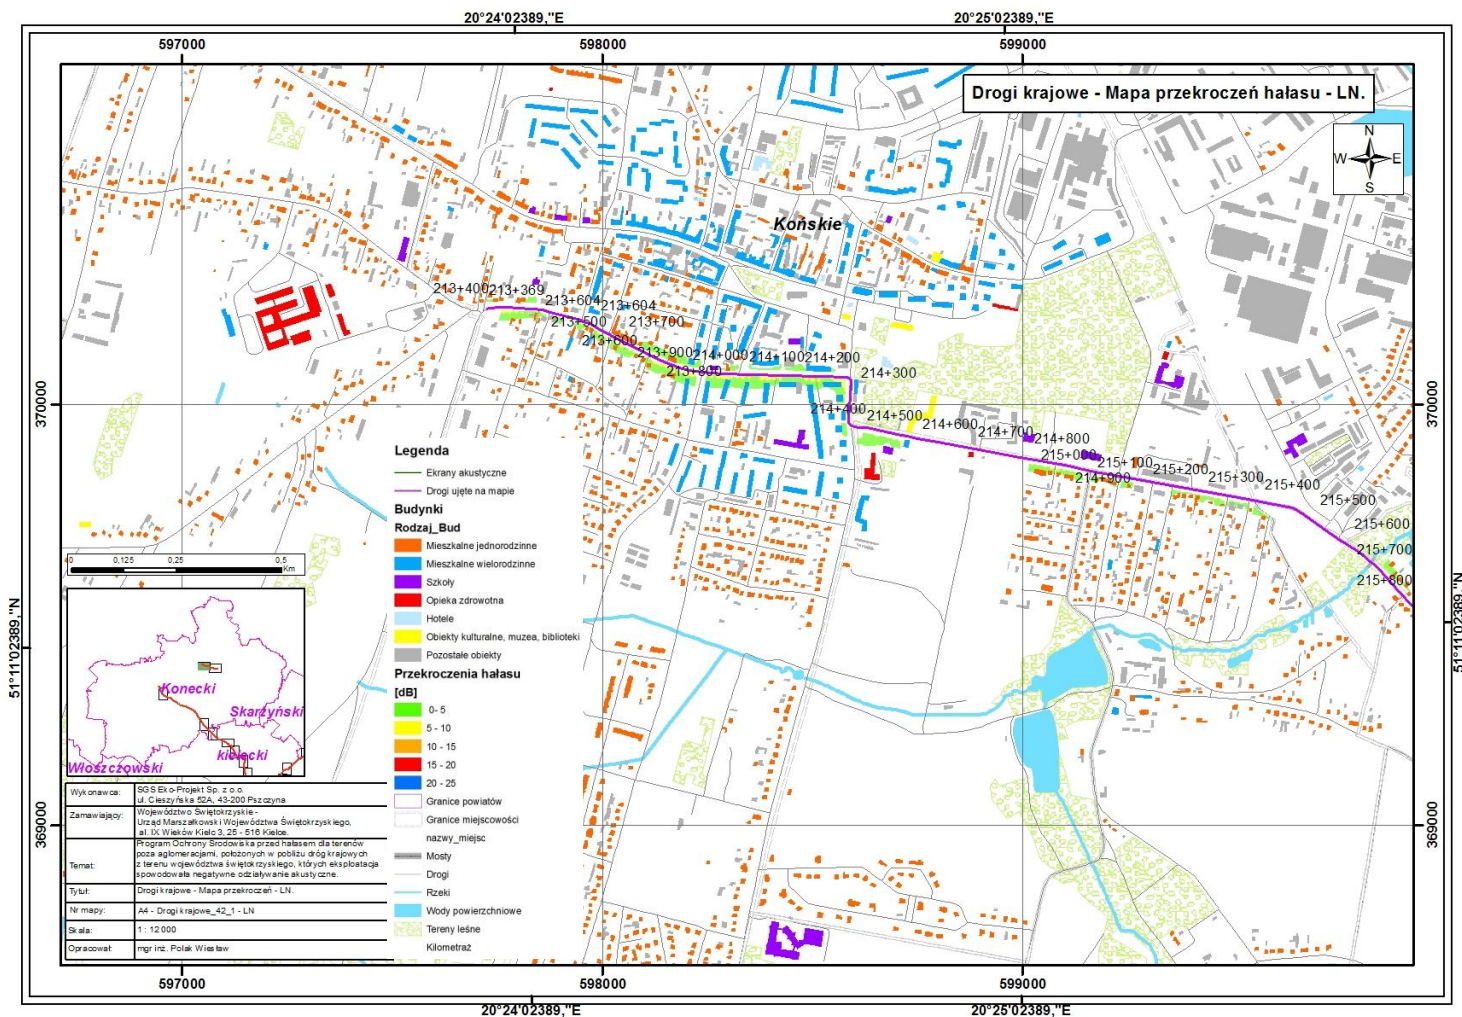 20°24'02389,"E
20°25'02389,"E
597000
598000
599000
Drogi krajowe - Mapa przekroczeń hałasu - LN.
N
W
E
S
Końskie
213+400
213+369
213+604
213+604
213+500
213+700
213+600
213+900
214+000
214+100
214+200
213+800
214+300
214+400
214+500
214+600
214+700
214+800
215+000
215+100
214+900
215+200
215+300
215+400
215+500
215+600
215+700
215+800
370000
370000
369000
369000
51°11'02389,"N
51°11'02389,"N
Legenda
Ekrany akustyczne
Drogi ujęte na mapie
Budynki
Rodzaj_Bud
Mieszkalne jednorodzinne
Mieszkalne wielorodzinne
Szkoły
Opieka zdrowotna
Hotele
Obiekty kulturalne, muzea, biblioteki
Pozostałe obiekty
Przekroczenia hałasu
[dB]
0- 5
5 - 10
10 - 15
15 - 20
20 - 25
Granice powiatów
Granice miejscowości
nazwy_miejsc
Mosty
Drogi
Rzeki
Wody powierzchniowe
Tereny leśne
Kilometraż
0 0,125 0,25 0,5
Km
Konecki
Skarżyński
kielecki
Włoszczowski
Wykonawca:
SGS Eko-Projekt Sp. z o.o.
ul. Cieszyńska 52A, 43-200 Pszczyna
Zamawiający:
Województwo Świętokrzyskie -
Urząd Marszałkowski Województwa Świętokrzyskiego,
al. IX Wieków Kielc 3, 25 - 516 Kielce.
Temat:
Program Ochrony Środowiska przed hałasem dla terenów
poza aglomeracjami, położonych w pobliżu dróg krajowych
z terenu województwa świętokrzyskiego, których eksploatacja
spowodowała negatywne oddziaływanie akustyczne.
Tytuł:
Drogi krajowe - Mapa przekroczeń - LN.
Nr mapy:
A4 - Drogi krajowe_42_1 - LN
Skala:
1 : 12 000
Opracował:
mgr inż. Polak Wiesław
597000
598000
599000
20°24'02389,"E
20°25'02389,"E